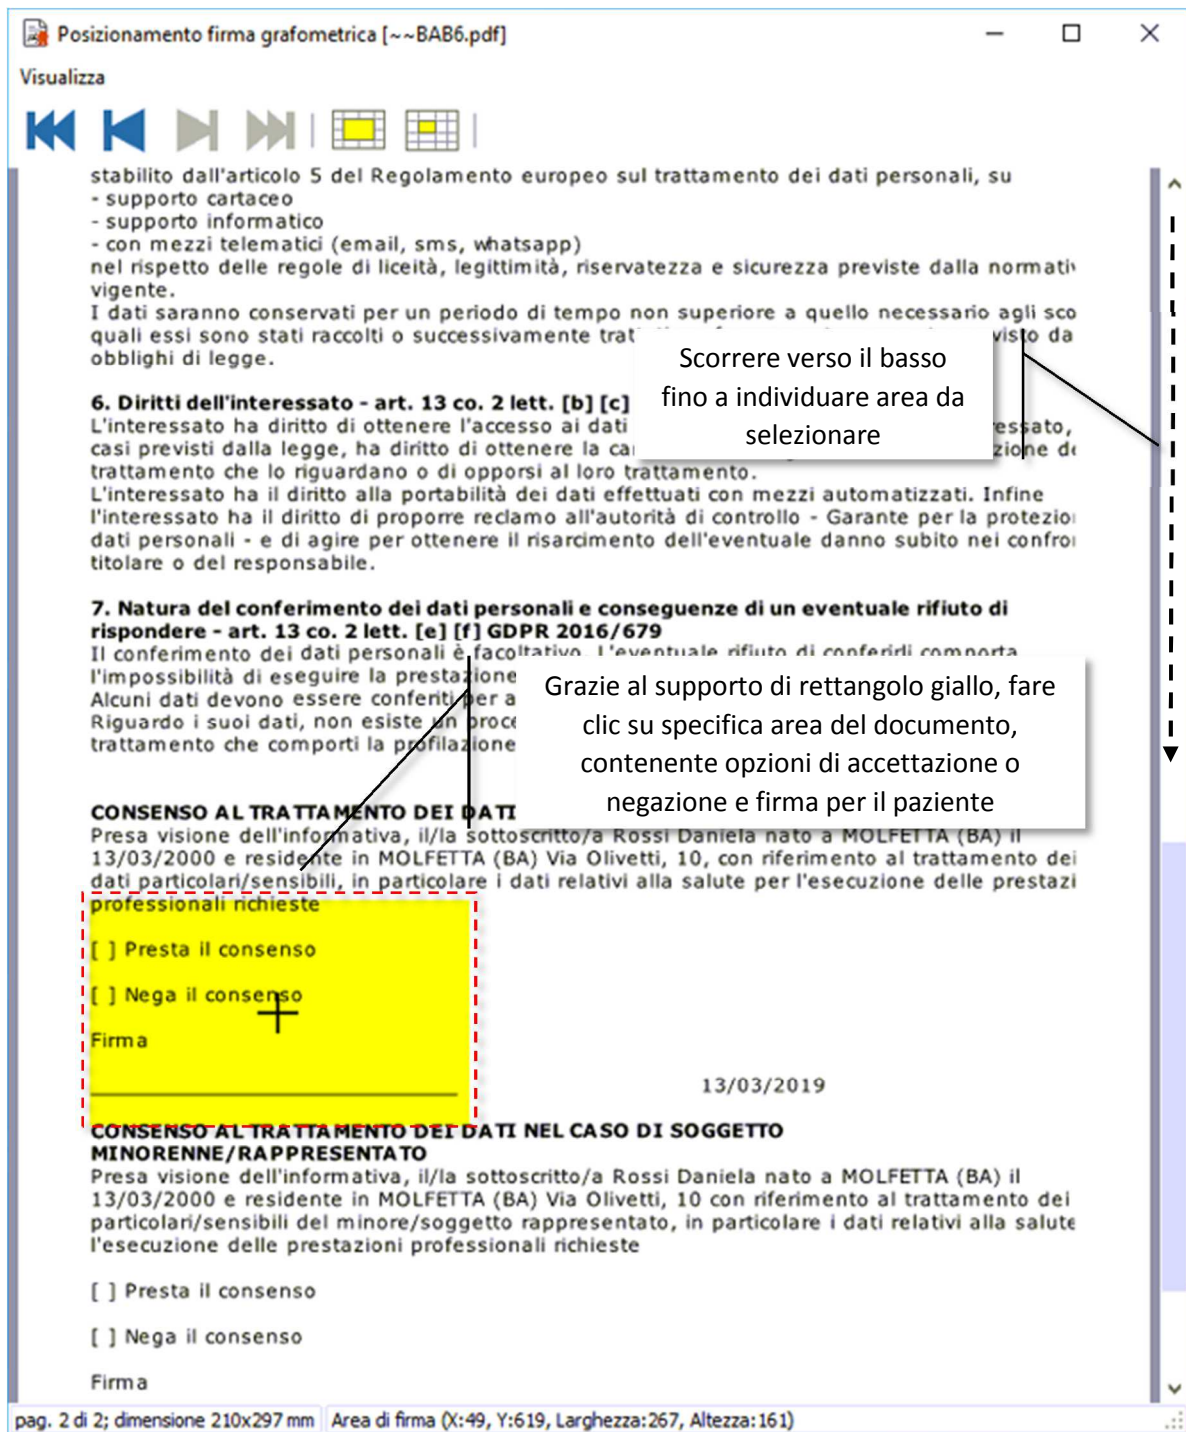 Posizionamento firma grafometrica [~~BAB6.pdf]
Visualizza
stabilito dall'articolo 5 del Regolamento europeo sul trattamento dei dati personali, su
- supporto cartaceo
- supporto informatico
- con mezzi telematici (email, sms, whatsapp)
nel rispetto delle regole di liceità, legittimità, riservatezza e sicurezza previste dalla normativ
vigente.
I dati saranno conservati per un periodo di tempo non superiore a quello necessario agli sco
quali essi sono stati raccolti o successivamente trat visto da
obblighi di legge.
Scorrere verso il basso
fino a individuare area da
selezionare
6. Diritti dell'interessato - art. 13 co. 2 lett. [b] [c]
L'interessato ha diritto di ottenere l'accesso ai dati essato,
casi previsti dalla legge, ha diritto di ottenere la ca zione de
trattamento che lo riguardano o di opporsi al loro trattamento.
L'interessato ha il diritto alla portabilità dei dati effettuati con mezzi automatizzati. Infine
l'interessato ha il diritto di proporre reclamo all'autorità di controllo - Garante per la protezio
dati personali - e di agire per ottenere il risarcimento dell'eventuale danno subito nei confro
titolare o del responsabile.
7. Natura del conferimento dei dati personali e conseguenze di un eventuale rifiuto di
rispondere - art. 13 co. 2 lett. [e] [f] GDPR 2016/679
Il conferimento dei dati personali è facoltativo. L'eventuale rifiuto di conferirli comporta
l'impossibilità di eseguire la prestazione
Alcuni dati devono essere conferiti per a
Riguardo i suoi dati, non esiste un proce
trattamento che comporti la profilazione
Grazie al supporto di rettangolo giallo, fare
clic su specifica area del documento,
contenente opzioni di accettazione o
negazione e firma per il paziente
CONSENSO AL TRATTAMENTO DEI DATI
Presa visione dell'informativa, il/la sottoscritto/a Rossi Daniela nato a MOLFETTA (BA) il
13/03/2000 e residente in MOLFETTA (BA) Via Olivetti, 10, con riferimento al trattamento dei
dati particolari/sensibili, in particolare i dati relativi alla salute per l'esecuzione delle prestazi
professionali richieste
[ ] Presta il consenso
[ ] Nega il consenso
Firma
13/03/2019
CONSENSO AL TRATTAMENTO DEI DATI NEL CASO DI SOGGETTO
MINORENNE/RAPPRESENTATO
Presa visione dell'informativa, il/la sottoscritto/a Rossi Daniela nato a MOLFETTA (BA) il
13/03/2000 e residente in MOLFETTA (BA) Via Olivetti, 10 con riferimento al trattamento dei
particolari/sensibili del minore/soggetto rappresentato, in particolare i dati relativi alla salute
l'esecuzione delle prestazioni professionali richieste
[ ] Presta il consenso
[ ] Nega il consenso
Firma
pag. 2 di 2; dimensione 210x297 mm Area di firma (X:49, Y:619, Larghezza:267, Altezza:161)